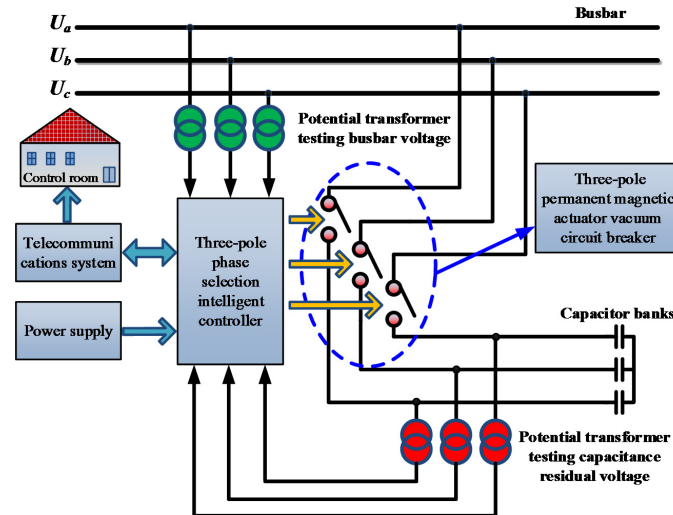 Ua
Busbar
Ub
Uc
Potential transformer
testing busbar voltage
Control room
Three-pole
permanent magnetic
actuator vacuum
circuit breaker
Telecommuni
cations system
Three-pole
phase
selection
intelligent
controller
Power supply
Capacitor banks
Potential transformer
testing capacitance
residual voltage